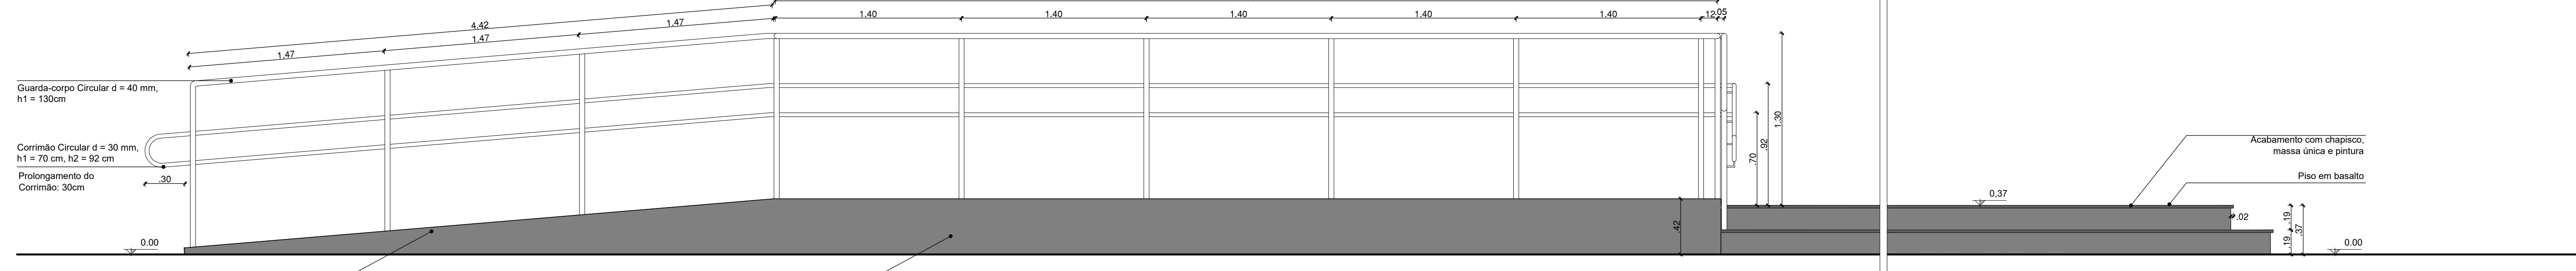 4.42
1.47
1.47
1.47
1.40
1.40
1.40
1.40
1.40
.12
.05
Guarda-corpo Circular d = 40 mm,
h1 = 130cm
Corrimão Circular d = 30 mm,
h1 = 70 cm, h2 = 92 cm
Prolongamento do
Corrimão: 30cm
.30
0.00
.42
.70
.92
1.30
Acabamento com chapisco,
massa única e pintura
Piso em basalto
0,37
.02
.19
.19
.37
0.00